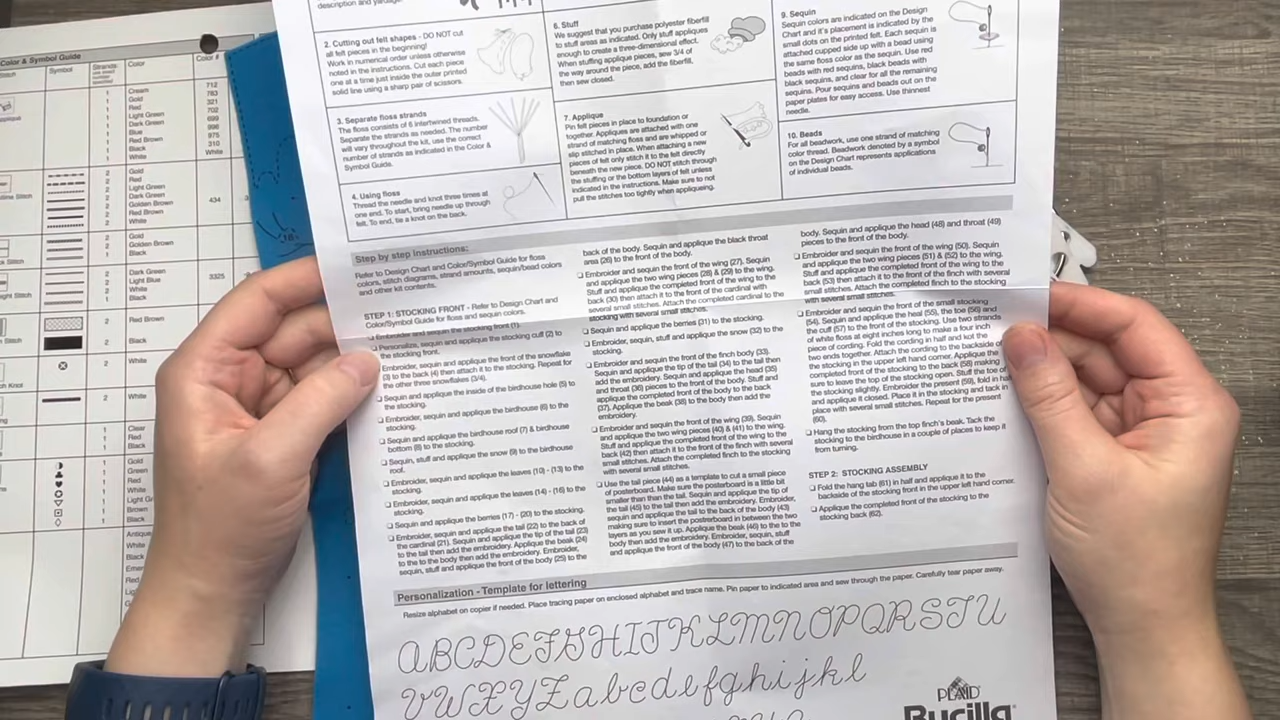 description and yardage.
2. Cutting out felt shapes - DO NOT cut
all felt pieces in the beginning!
Work in numerical order unless otherwise
noted in the instructions. Cut each piece
one at a time just inside the outer printed
solid line using a sharp pair of scissors.
3. Separate floss strands
The floss consists of 6 intertwined threads.
Separate the strands as needed. The number
will vary throughout the kit, use the correct
number of strands as indicated in the Color &
Symbol Guide.
4. Using floss
Thread the needle and knot three times at
one end. To start, bring needle up through
felt. To end, tie a knot on the back.
6. Stuff
We suggest that you purchase polyester fiberfill
to stuff areas as indicated. Only stuff appliques
enough to create a three-dimensional effect.
When stuffing applique pieces, sew 3/4 of
the way around the piece, add the fiberfill,
then sew closed.
7. Applique
Pin felt pieces in place to foundation or
together. Appliques are attached with one
strand of matching floss and are whipped or
slip stitched in place. When attaching a new
pieces of felt only stitch it to the felt directly
beneath the new piece. DO NOT stitch through
the stuffing or the bottom layers of felt unless
indicated in the instructions. Make sure to not
pull the stitches too tightly when appliqueing.
9. Sequin
Sequin colors are indicated on the Design
Chart and it's placement is indicated by the
small dots on the printed felt. Each sequin is
attached cupped side up with a bead using
the same floss color as the sequin. Use red
beads with red sequins, black beads with
black sequins, and clear for all the remaining
sequins. Pour sequins and beads out on the
paper plates for easy access. Use thinnest
needle.
10. Beads
For all beadwork, use one strand of matching
color thread. Beadwork denoted by a symbol
on the Design Chart represents applications
of individual beads.
Step by step Instructions:
Refer to Design Chart and Color/Symbol Guide for floss
colors, stitch diagrams, strand amounts, sequin/bead colors
and other kit contents.
STEP 1: STOCKING FRONT - Refer to Design Chart and
Color/Symbol Guide for floss and sequin colors.
Embroider and sequin the stocking front (1).
Personalize, sequin and applique the stocking cuff (2) to
the stocking front.
Embroider, sequin and applique the front of the snowflake
(3) to the back (4) then attach it to the stocking. Repeat for
the other three snowflakes (3/4).
Sequin and applique the inside of the birdhouse hole (5) to
the stocking.
Embroider, sequin and applique the birdhouse (6) to the
stocking.
Sequin and applique the birdhouse roof (7) & birdhouse
bottom (8) to the stocking.
Sequin, stuff and applique the snow (9) to the birdhouse
roof.
Embroider, sequin and applique the leaves (10) - (13) to the
stocking.
Embroider, sequin and applique the leaves (14) - (16) to the
stocking.
Sequin and applique the berries (17) - (20) to the stocking.
Embroider, sequin and applique the tail (22) to the back of
the cardinal (21). Sequin and applique the tip of the tail (23)
to the tail then add the embroidery. Applique the beak (24)
to the to the body then add the embroidery. Embroider,
sequin, stuff and applique the front of the body (25) to the
back of the body. Sequin and applique the black throat
area (26) to the front of the body.
Embroider and sequin the front of the wing (27). Sequin
and applique the two wing pieces (28) & (29) to the wing.
Stuff and applique the completed front of the wing to the
back (30) then attach it to the front of the cardinal with
several small stitches. Attach the completed cardinal to the
stocking with several small stitches.
Sequin and applique the berries (31) to the stocking.
Embroider, sequin, stuff and applique the snow (32) to the
stocking.
Embroider and sequin the front of the finch body (33).
Sequin and applique the tip of the tail (34) to the tail then
add the embroidery. Sequin and applique the head (35)
and throat (36) pieces to the front of the body. Stuff and
applique the completed front of the body to the back
(37). Applique the beak (38) to the body then add the
embroidery.
Embroider and sequin the front of the wing (39). Sequin
and applique the two wing pieces (40) & (41) to the wing.
Stuff and applique the completed front of the wing to the
back (42) then attach it to the front of the finch with several
small stitches. Attach the completed finch to the stocking
with several small stitches.
Use the tail piece (44) as a template to cut a small piece
of posterboard. Make sure the posterboard is a little bit
smaller than than the tail. Sequin and applique the tip of
the tail (45) to the tail then add the embroidery. Embroider,
sequin and applique the tail to the back of the body (43)
making sure to insert the postrerboard in between the two
layers as you sew it up. Applique the beak (46) to the to the
body then add the embroidery. Embroider, sequin, stuff
and applique the front of the body (47) to the back of the
body. Sequin and applique the head (48) and throat (49)
pieces to the front of the body.
Embroider and sequin the front of the wing (50). Sequin
and applique the two wing pieces (51) & (52) to the wing.
Stuff and applique the completed front of the wing to the
back (53) then attach it to the front of the finch with several
small stitches. Attach the completed finch to the stocking
with several small stitches.
Embroider and sequin the front of the small stocking
(54). Sequin and applique the heal (55), the toe (56) and
the cuff (57) to the front of the stocking. Use two strands
of white floss at eight inches long to make a four inch
piece of cording. Fold the cording in half and kot the
two ends together. Attach the cording to the backside of
the stocking in the upper left hand corner. Applique the
completed front of the stocking to the back (58) making
sure to leave the top of the stocking open. Stuff the toe of
the stocking slightly. Embroider the present (59), fold in half
and applique it closed. Place it in the stocking and tack in
place with several small stitches. Repeat for the present
(60).
Hang the stocking from the top finch's beak. Tack the
stocking to the birdhouse in a couple of places to keep it
from turning.
STEP 2: STOCKING ASSEMBLY
Fold the hang tab (61) in half and applique it to the
backside of the stocking front in the upper left hand corner.
Applique the completed front of the stocking to the
stocking back (62).
Personalization - Template for lettering
Resize alphabet on copier if needed. Place tracing paper on enclosed alphabet and trace name. Pin paper to indicated area and sew through the paper. Carefully tear paper away.
ABCDEFGHIJKLMNOPQRSTU
VWXYZabcdefghijkl
PLAID
Bucilla
Color & Symbol Guide
Symbol
Strands
Color
Color #
1 Cream 712
1 Gold 783
1 Red 321
1 Light Green 702
1 Dark Green 699
1 Blue 996
1 Red Brown 975
1 Black 310
1 White White
2 Gold
2 Red
2 Light Green
2 Dark Green
2 Golden Brown 434
2 Red Brown
2 White
2 Gold
2 Golden Brown
1 Black
2 Dark Green
2 Light Blue 3325
2 Red Brown
1 Black
2 Red Brown
2 Black
2 White
2 White
1 Clear
1 Red
1 Black
1 Gold
1 Green
1 Red
1 White
1 Light
1 Brown
1 Black
Antique
White
Black
Red